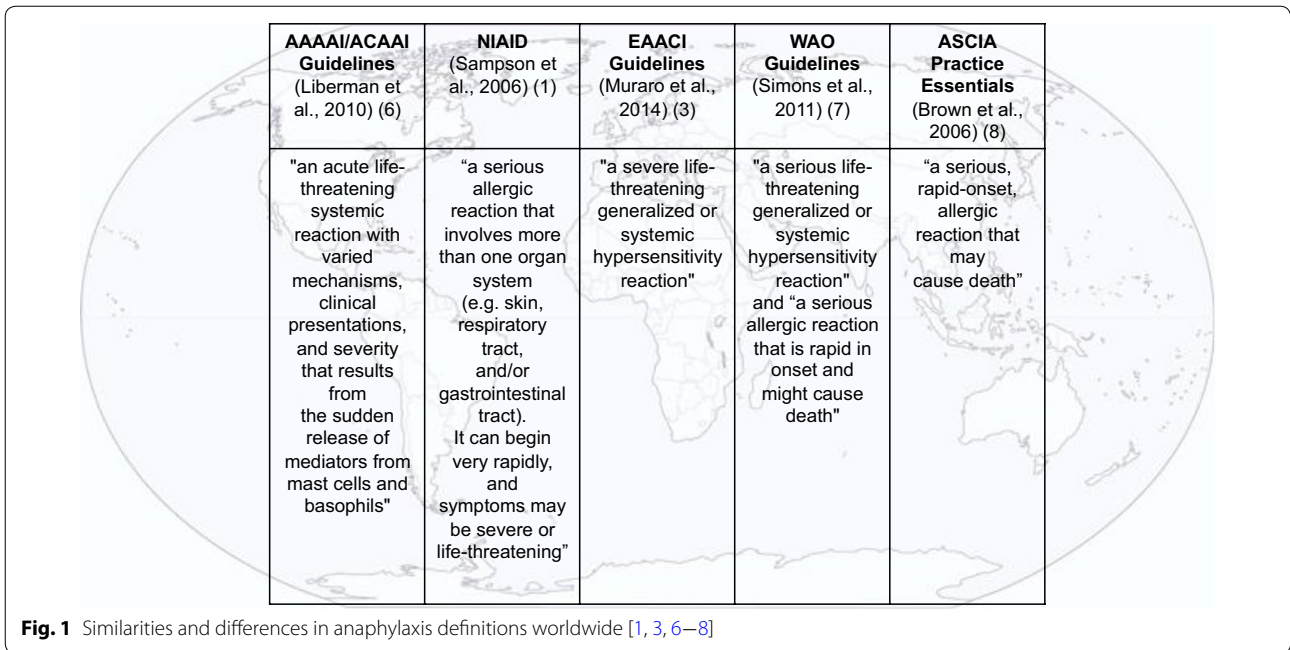 AAAAI/ACAAI
Guidelines
(Liberman et
al., 2010) (6)
NIAID
(Sampson et
al., 2006) (1)
EAACI
Guidelines
(Muraro et al.,
2014) (3)
WAO
Guidelines
(Simons et al.,
2011) (7)
ASCIA
Practice
Essentials
(Brown et al.,
2006) (8)
"an acute life-
threatening
systemic
reaction with
varied
mechanisms,
clinical
presentations,
and severity
that results
from
the sudden
release of
mediators from
mast cells and
basophils"
“a serious
allergic
reaction that
involves more
than one organ
system
(e.g. skin,
respiratory
tract,
and/or
gastrointestinal
tract).
It can begin
very rapidly,
and
symptoms may
be severe or
life-threatening”
"a severe life-
threatening
generalized or
systemic
hypersensitivity
reaction"
"a serious life-
threatening
generalized or
systemic
hypersensitivity
reaction"
and “a serious
allergic reaction
that is rapid in
onset and
might cause
death"
“a serious,
rapid-onset,
allergic
reaction that
may
cause death”
Fig. 1 Similarities and differences in anaphylaxis definitions worldwide [1, 3, 6–8]